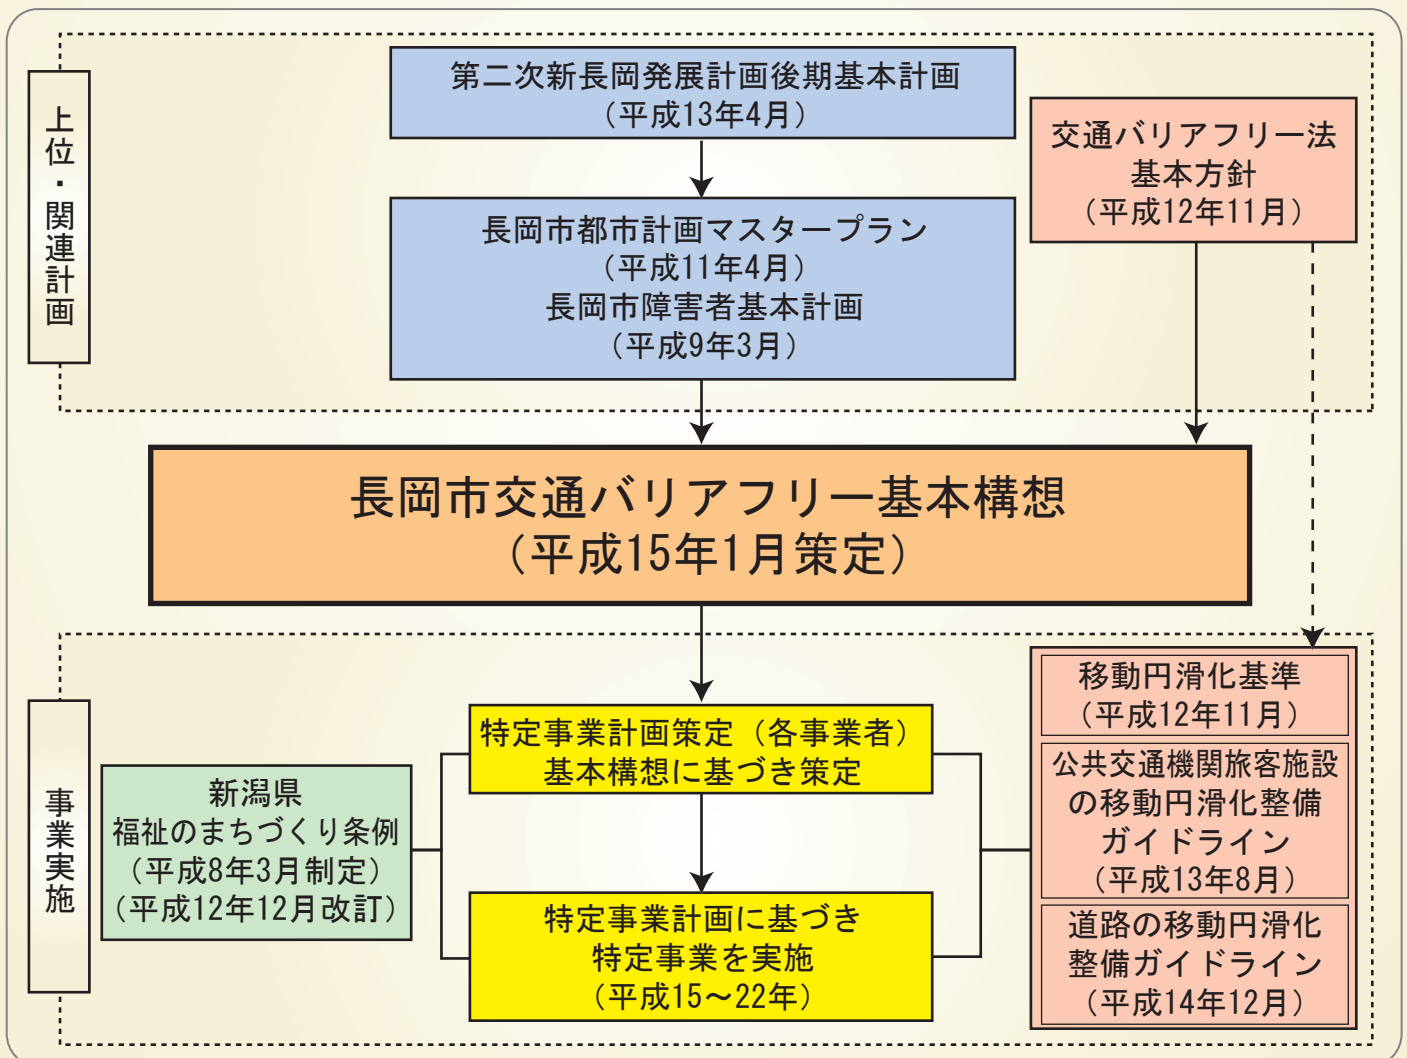 上位・関連計画
第二次新長岡発展計画後期基本計画
（平成13年4月）
長岡市都市計画マスタープラン
（平成11年4月）
長岡市障害者基本計画
（平成9年3月）
交通バリアフリー法
基本方針
（平成12年11月）
長岡市交通バリアフリー基本構想
（平成15年1月策定）
事業実施
新潟県
福祉のまちづくり条例
（平成8年3月制定）
（平成12年12月改訂）
特定事業計画策定（各事業者）
基本構想に基づき策定
特定事業計画に基づき
特定事業を実施
（平成15～22年）
移動円滑化基準
（平成12年11月）
公共交通機関旅客施設
の移動円滑化整備
ガイドライン
（平成13年8月）
道路の移動円滑化
整備ガイドライン
（平成14年12月）